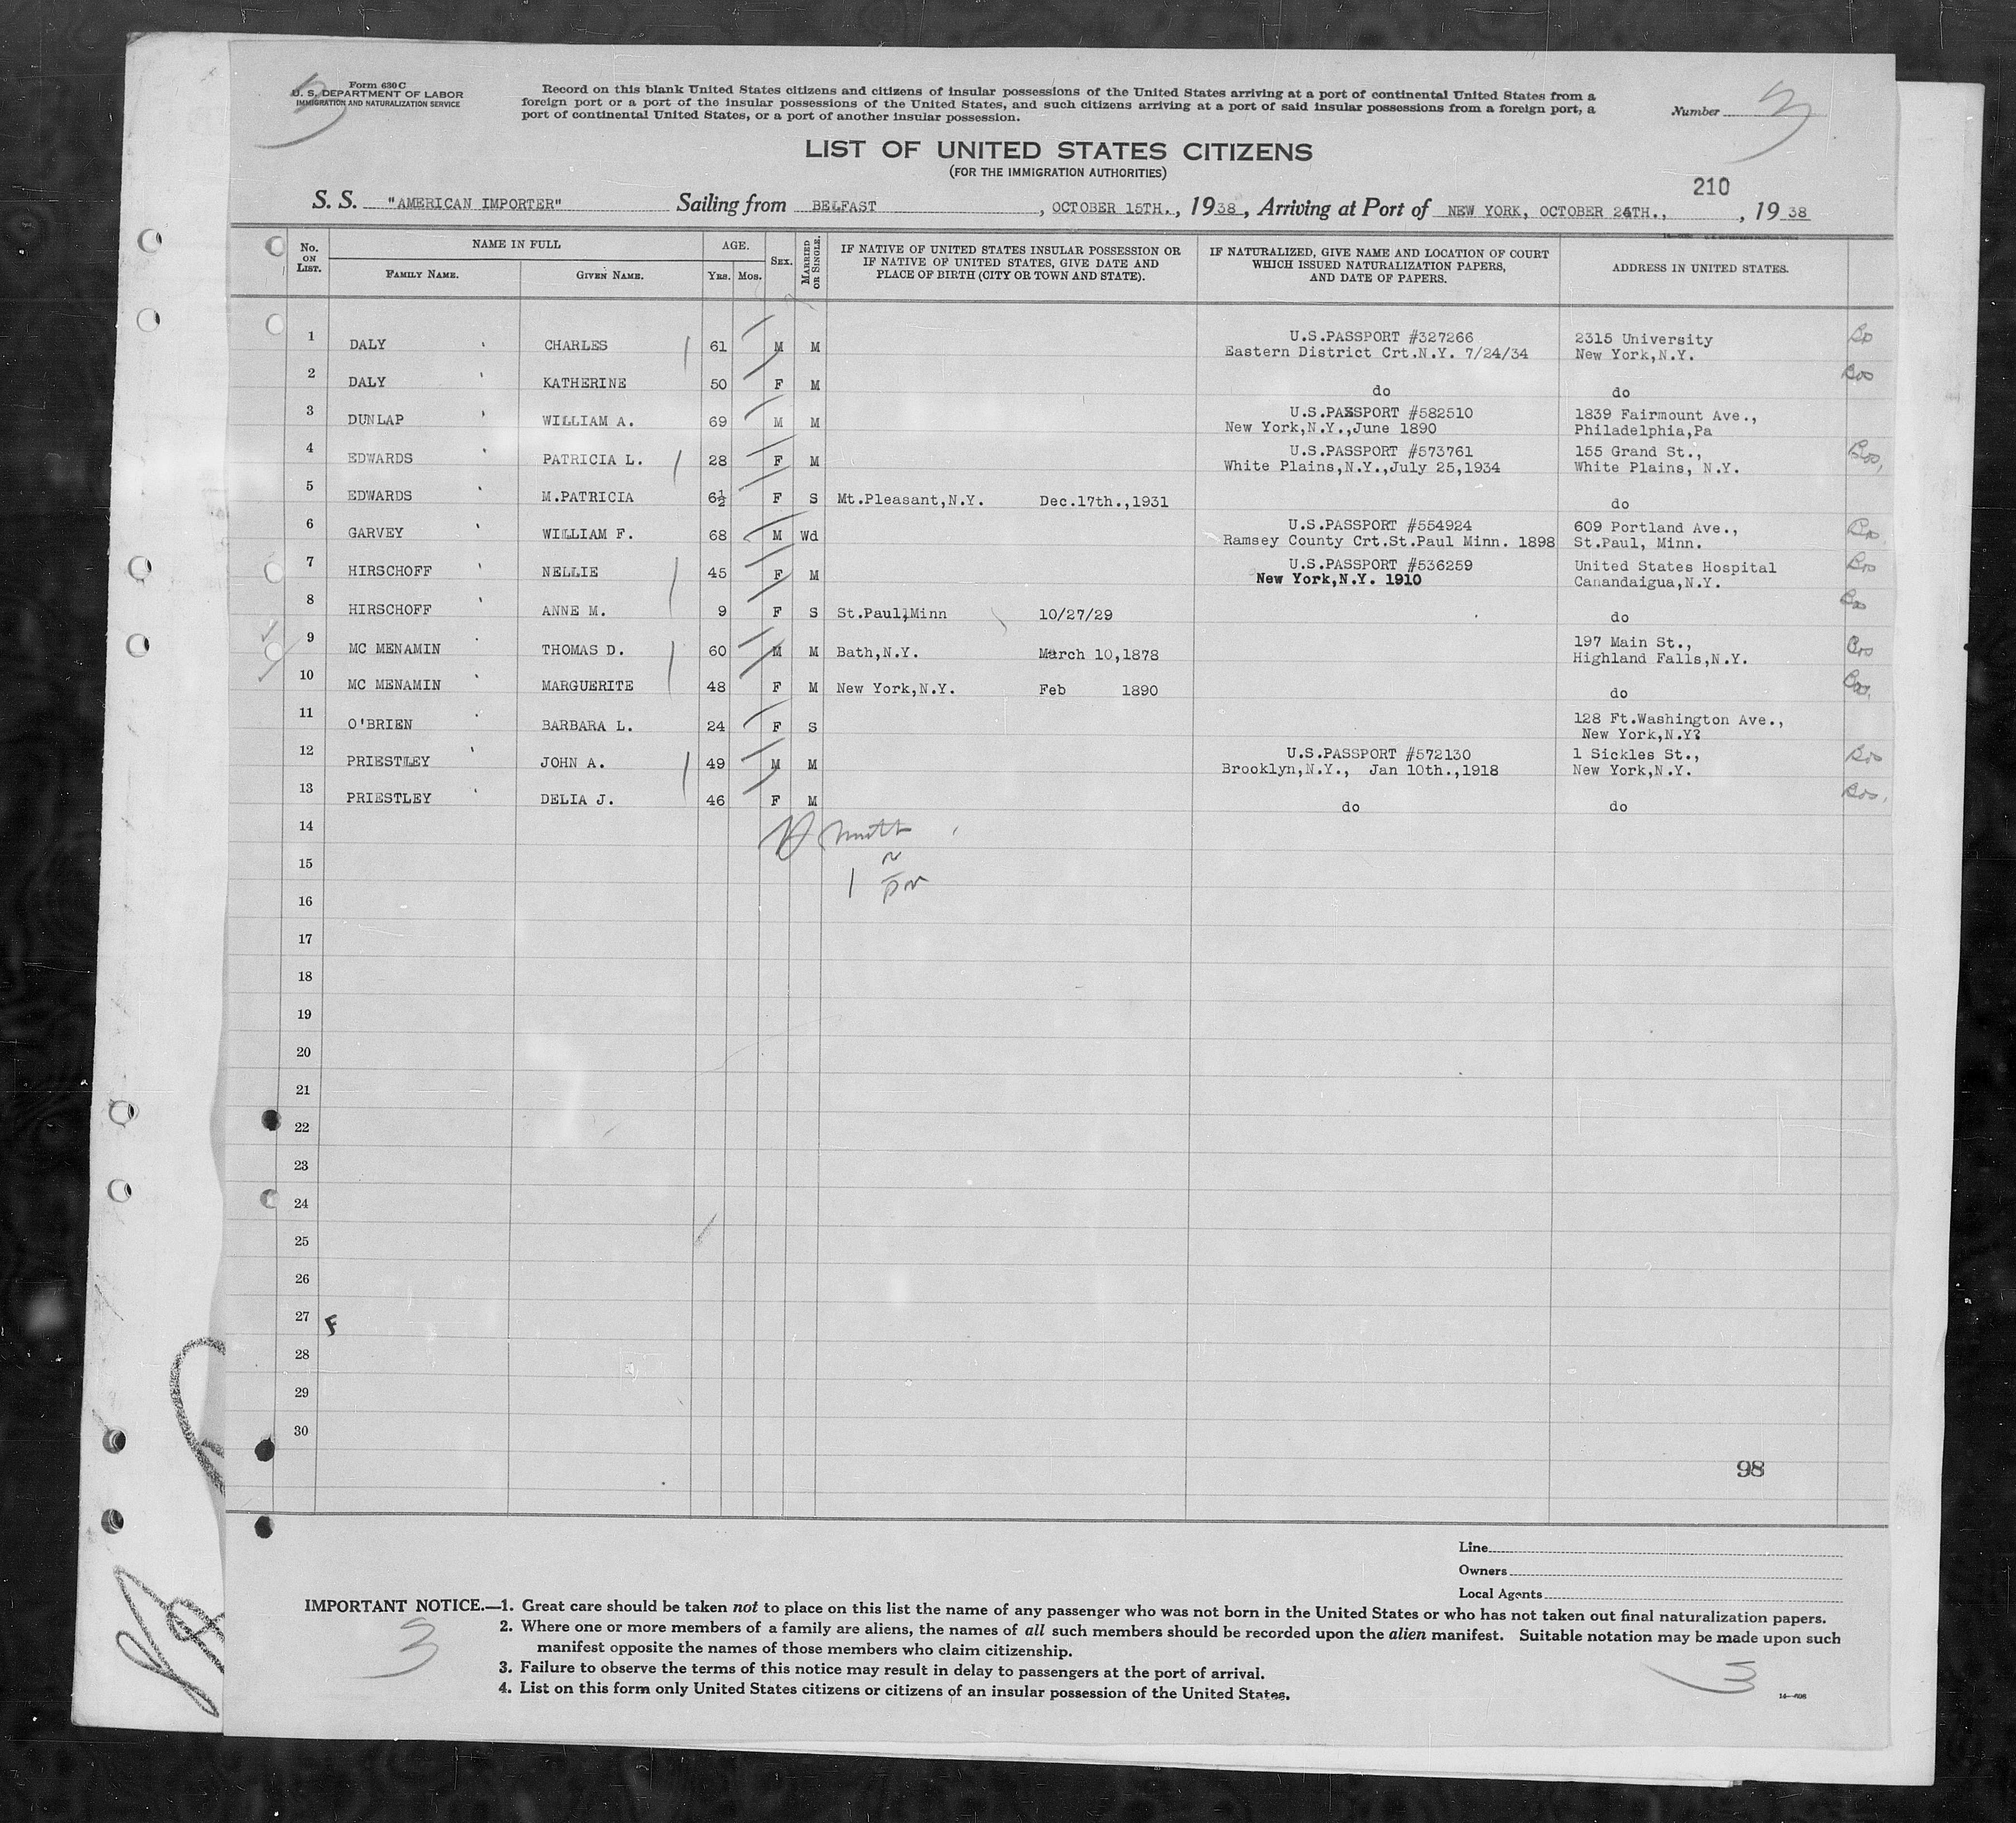 Form 630 C
U. S. DEPARTMENT OF LABOR
IMMIGRATION AND NATURALIZATION SERVICE
3
Record on this blank United States citizens and citizens of insular possessions of the United States arriving at a port of continental United States from a
foreign port or a port of the insular possessions of the United States, and such citizens arriving at a port of said insular possessions from a foreign port, a
port of continental United States, or a port of another insular possession.
Number 3
LIST OF UNITED STATES CITIZENS
(FOR THE IMMIGRATION AUTHORITIES)
210
S. S. "AMERICAN IMPORTER" Sailing from BELFAST, OCTOBER 15TH., 1938, Arriving at Port of NEW YORK, OCTOBER 24TH., , 1938
No. ON LIST. NAME IN FULL FAMILY NAME. GIVEN NAME. AGE. YRS. MOS. SEX. MARRIED OR SINGLE. IF NATIVE OF UNITED STATES INSULAR POSSESSION OR IF NATIVE OF UNITED STATES, GIVE DATE AND PLACE OF BIRTH (CITY OR TOWN AND STATE). IF NATURALIZED, GIVE NAME AND LOCATION OF COURT WHICH ISSUED NATURALIZATION PAPERS, AND DATE OF PAPERS. ADDRESS IN UNITED STATES.
1 DALY CHARLES 61 M M U.S.PASSPORT #327266 2315 University
Eastern District Crt.N.Y. 7/24/34 New York,N.Y.
2 DALY KATHERINE 50 F M do do
3 DUNLAP WILLIAM A. 69 M M U.S.PASSPORT #582510 1839 Fairmount Ave.,
New York,N.Y.,June 1890 Philadelphia,Pa
4 EDWARDS PATRICIA L. 28 F M U.S.PASSPORT #573761 155 Grand St.,
White Plains,N.Y.,July 25,1934 White Plains, N.Y.
5 EDWARDS M.PATRICIA 6½ F S Mt.Pleasant,N.Y. Dec.17th.,1931 do
6 GARVEY WILLIAM F. 68 M Wd U.S.PASSPORT #554924 609 Portland Ave.,
Ramsey County Crt.St.Paul Minn. 1898 St.Paul, Minn.
7 HIRSCHOFF NELLIE 45 F M U.S.PASSPORT #536259 United States Hospital
New York,N.Y. 1910 Canandaigua,N.Y.
8 HIRSCHOFF ANNE M. 9 F S St.Paul,Minn 10/27/29 do
9 MC MENAMIN THOMAS D. 60 M M Bath,N.Y. March 10,1878 197 Main St.,
Highland Falls,N.Y.
10 MC MENAMIN MARGUERITE 48 F M New York,N.Y. Feb 1890 do
11 O'BRIEN BARBARA L. 24 F S 128 Ft.Washington Ave.,
New York,N.Y?
12 PRIESTLEY JOHN A. 49 M M U.S.PASSPORT #572130 1 Sickles St.,
Brooklyn,N.Y., Jan 10th.,1918 New York,N.Y.
13 PRIESTLEY DELIA J. 46 F M do do
14
15
16
17
18
19
20
21
22
23
24
25
26
27 F
28
29
30
98
Line
Owners
Local Agents
IMPORTANT NOTICE.—1. Great care should be taken not to place on this list the name of any passenger who was not born in the United States or who has not taken out final naturalization papers.
2. Where one or more members of a family are aliens, the names of all such members should be recorded upon the alien manifest. Suitable notation may be made upon such
manifest opposite the names of those members who claim citizenship.
3. Failure to observe the terms of this notice may result in delay to passengers at the port of arrival.
4. List on this form only United States citizens or citizens of an insular possession of the United States.
3
3